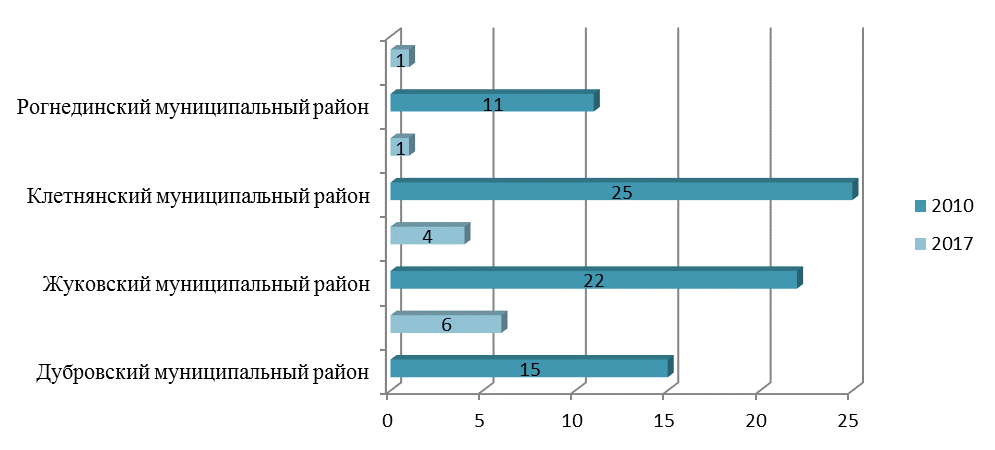 1
Рогнединский муниципальный район 11
1
Клетнянский муниципальный район 25
4
Жуковский муниципальный район 22
6
Дубровский муниципальный район 15
0 5 10 15 20 25
2010
2017